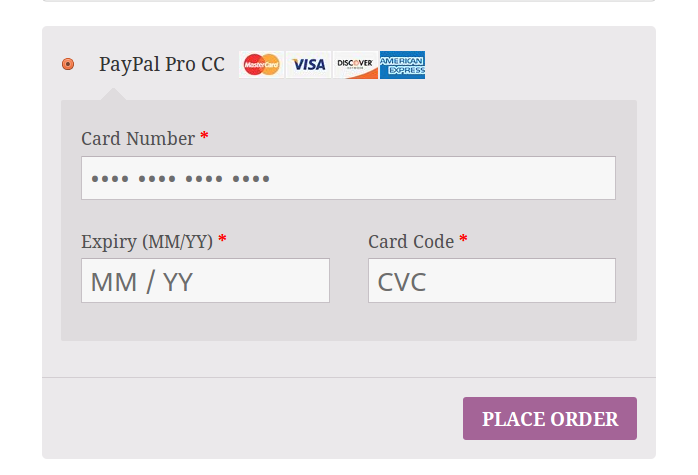 PayPal Pro CC MasterCard VISA DISCOVER AMERICAN EXPRESS
Card Number *
•••• •••• •••• ••••
Expiry (MM/YY) * Card Code *
MM / YY CVC
PLACE ORDER